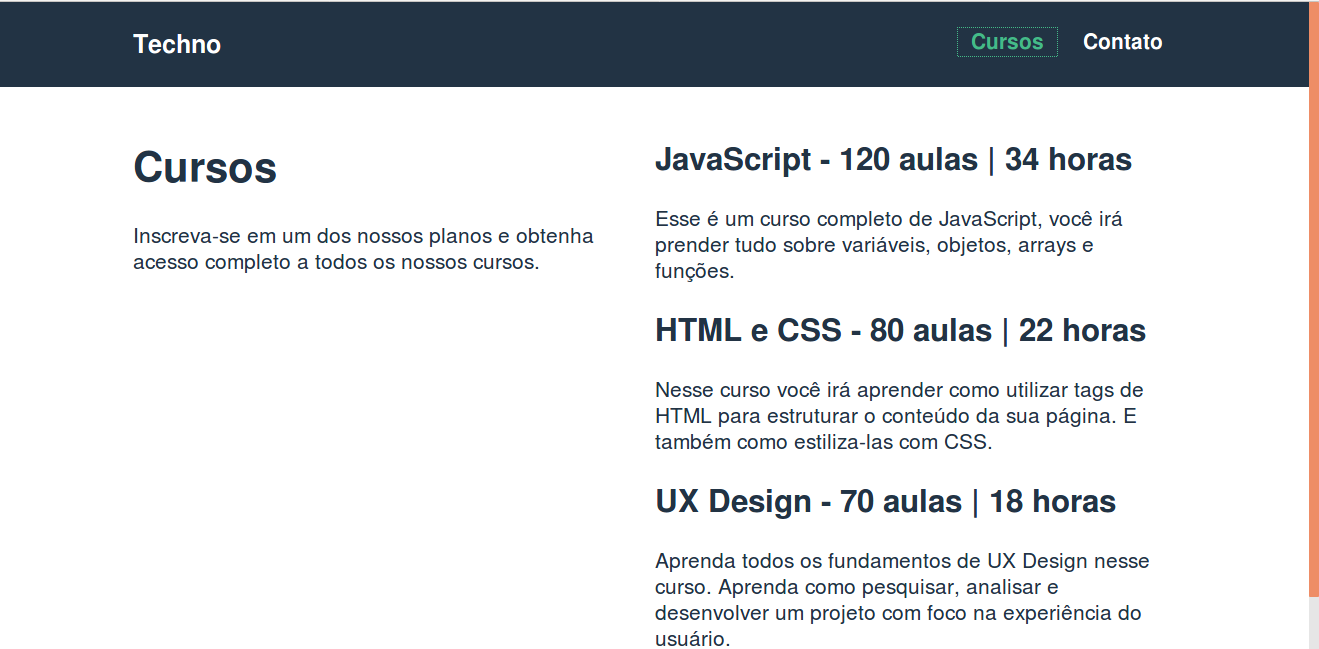 Techno
Cursos
Contato
Cursos
Inscreva-se em um dos nossos planos e obtenha
acesso completo a todos os nossos cursos.
JavaScript - 120 aulas | 34 horas
Esse é um curso completo de JavaScript, você irá
prender tudo sobre variáveis, objetos, arrays e
funções.
HTML e CSS - 80 aulas | 22 horas
Nesse curso você irá aprender como utilizar tags de
HTML para estruturar o conteúdo da sua página. E
também como estiliza-las com CSS.
UX Design - 70 aulas | 18 horas
Aprenda todos os fundamentos de UX Design nesse
curso. Aprenda como pesquisar, analisar e
desenvolver um projeto com foco na experiência do
usuário.